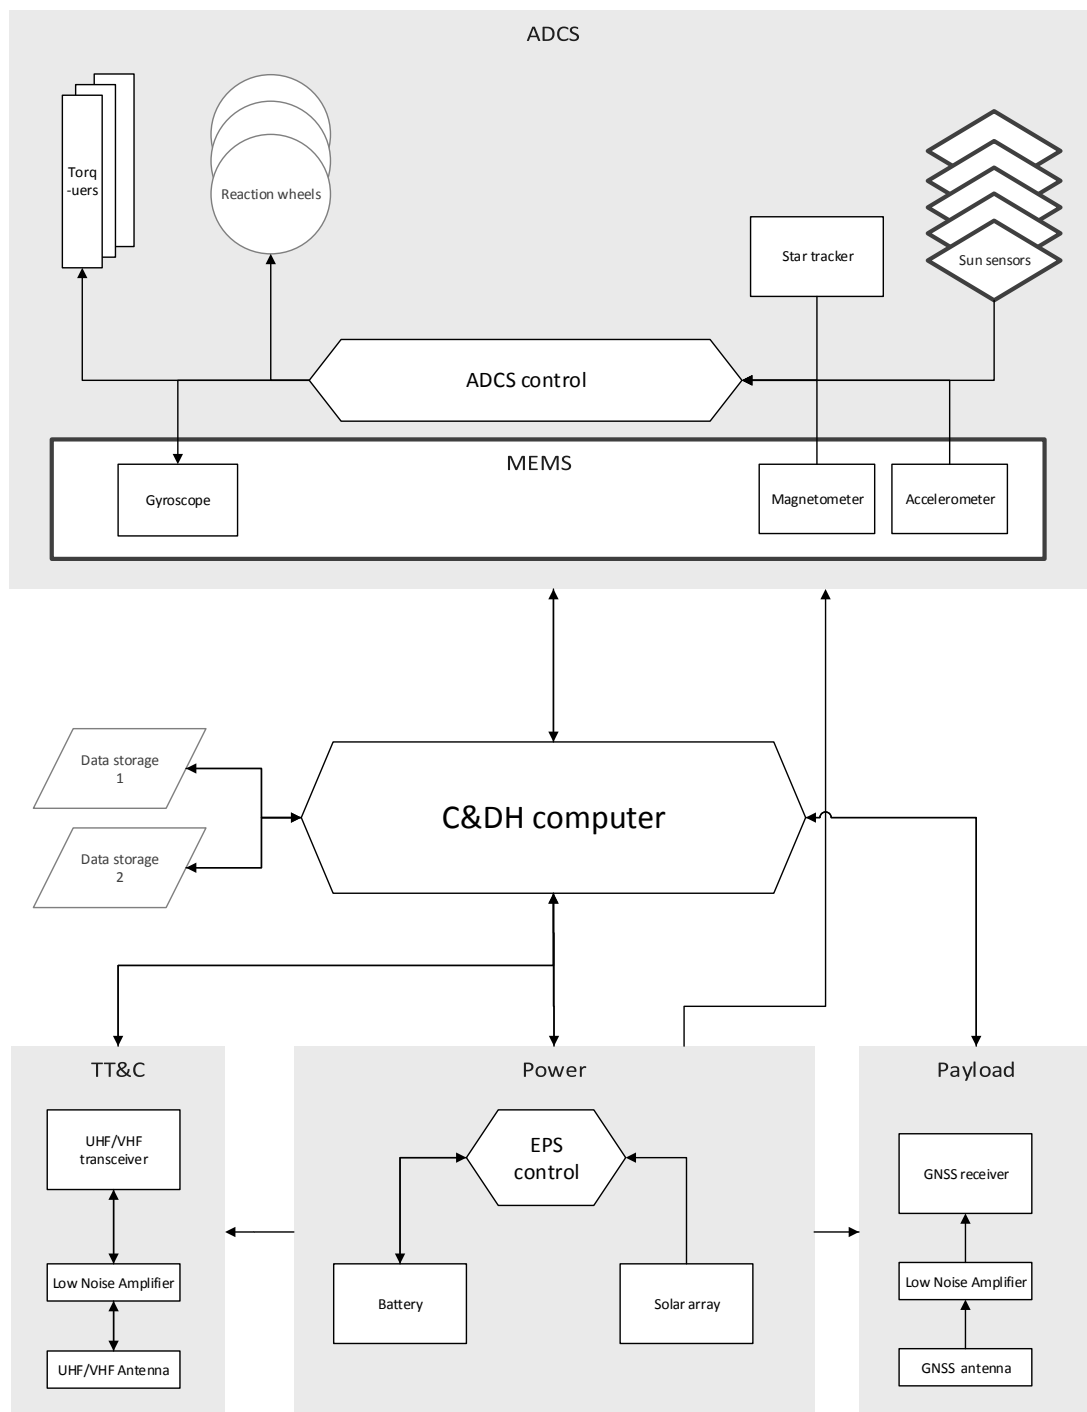 ADCS
Torq
-uers
Reaction wheels
Star tracker
Sun sensors
ADCS control
MEMS
Gyroscope
Magnetometer
Accelerometer
Data storage
1
C&DH computer
Data storage
2
TT&C
Power
Payload
UHF/VHF
transceiver
EPS
control
GNSS receiver
Low Noise Amplifier
Battery
Solar array
Low Noise Amplifier
UHF/VHF Antenna
GNSS antenna